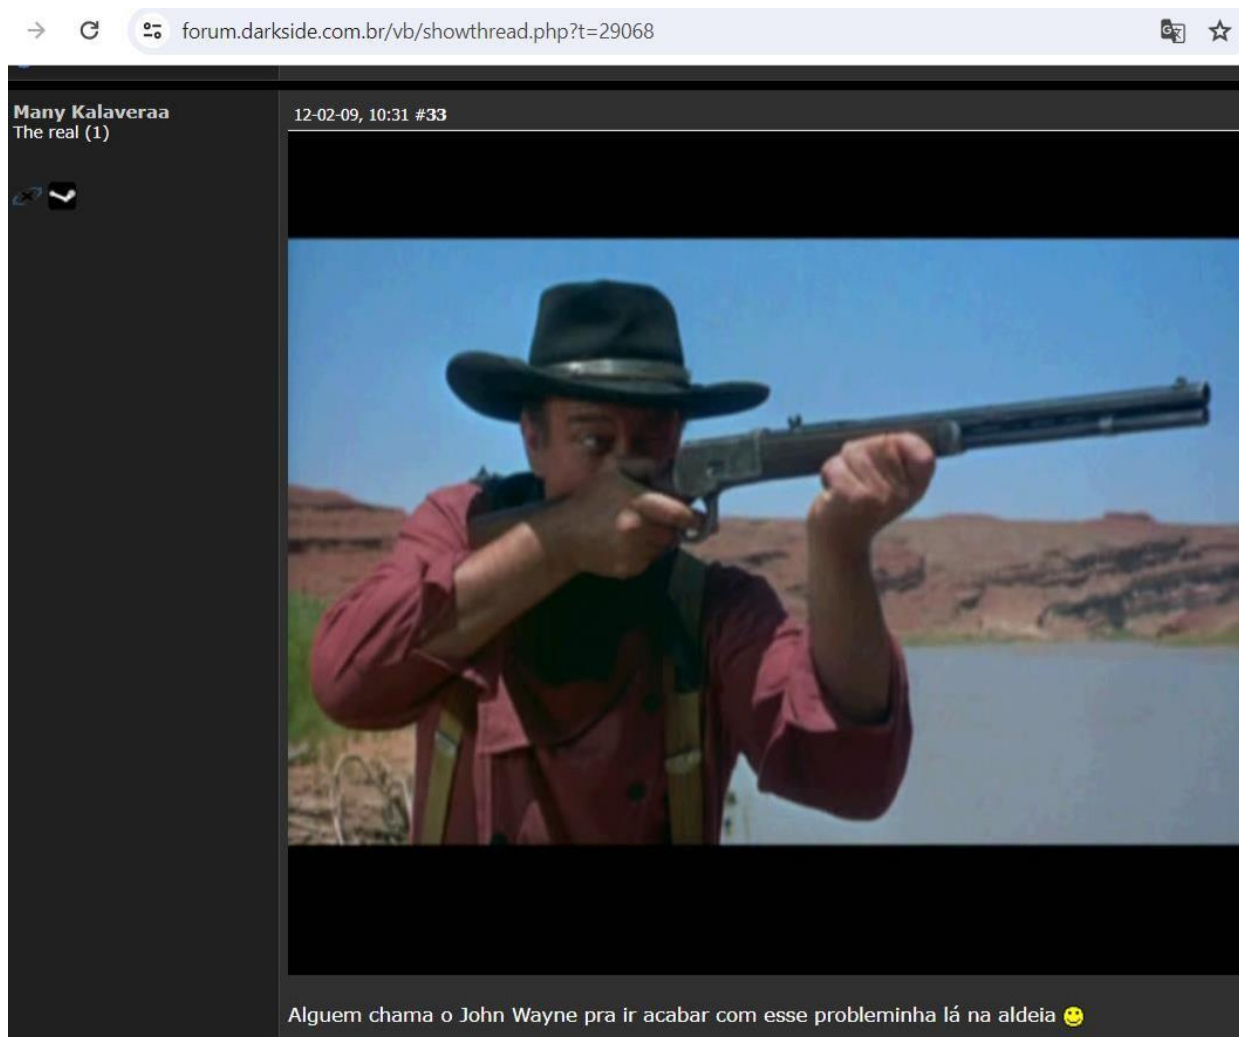 forum.darkside.com.br/vb/showthread.php?t=29068
Many Kalaveraa
The real (1)
12-02-09, 10:31 #33
Alguem chama o John Wayne pra ir acabar com esse probleminha lá na aldeia